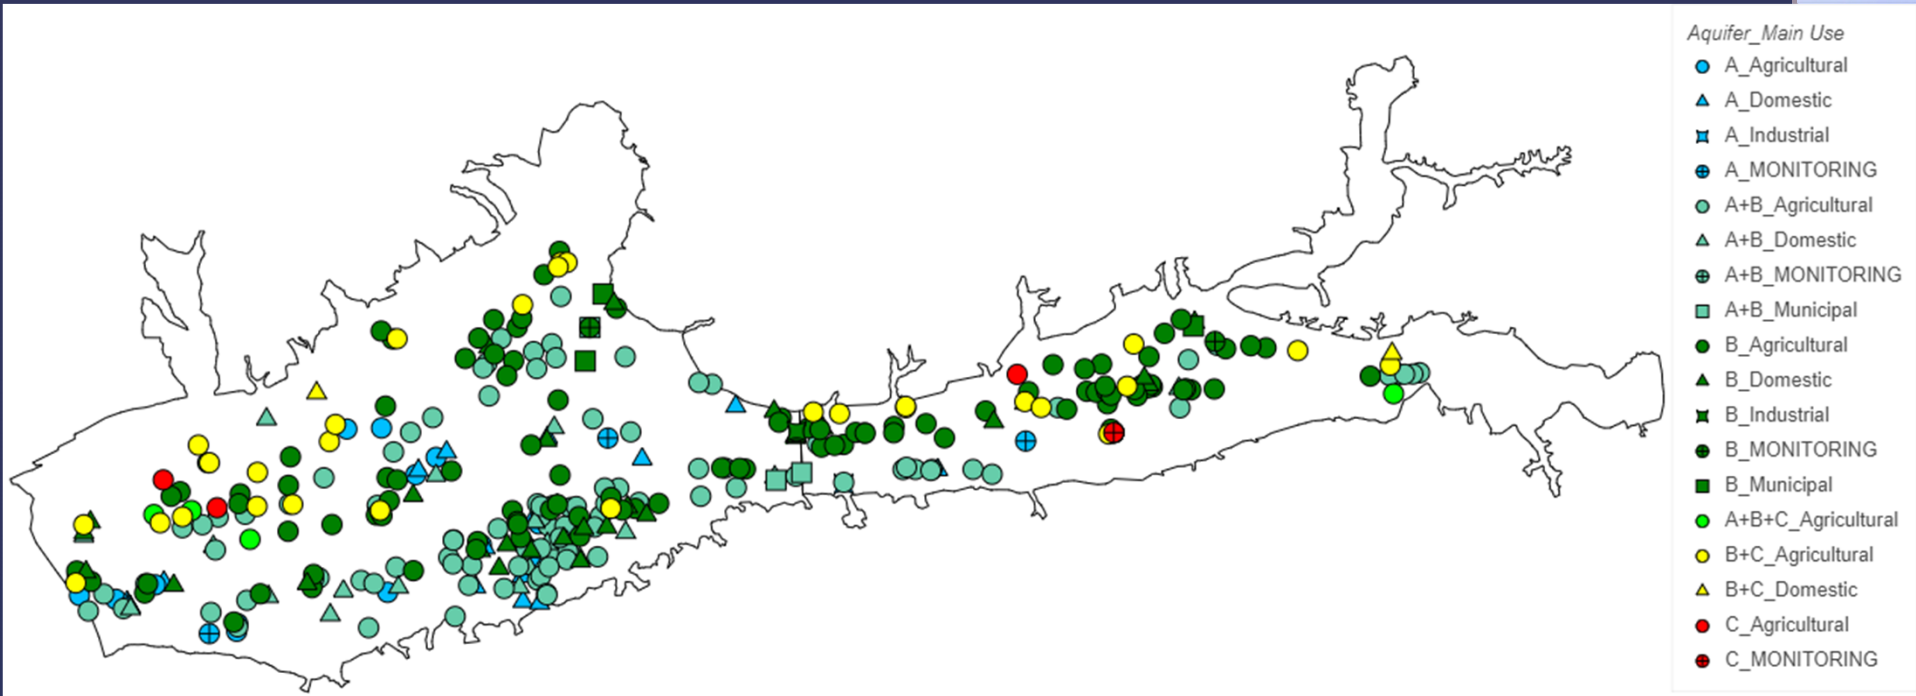 Aquifer_Main Use
A_Agricultural
A_Domestic
A_Industrial
A_MONITORING
A+B_Agricultural
A+B_Domestic
A+B_MONITORING
A+B_Municipal
B_Agricultural
B_Domestic
B_Industrial
B_MONITORING
B_Municipal
A+B+C_Agricultural
B+C_Agricultural
B+C_Domestic
C_Agricultural
C_MONITORING